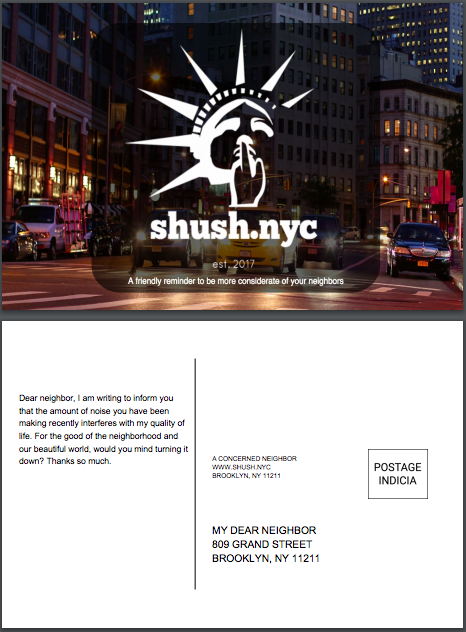 shush.nyc
est. 2017
A friendly reminder to be more considerate of your neighbors
Dear neighbor, I am writing to inform you
that the amount of noise you have been
making recently interferes with my quality of
life. For the good of the neighborhood and
our beautiful world, would you mind turning it
down? Thanks so much.
A CONCERNED NEIGHBOR
WWW.SHUSH.NYC
BROOKLYN, NY 11211
POSTAGE
INDICIA
MY DEAR NEIGHBOR
809 GRAND STREET
BROOKLYN, NY 11211